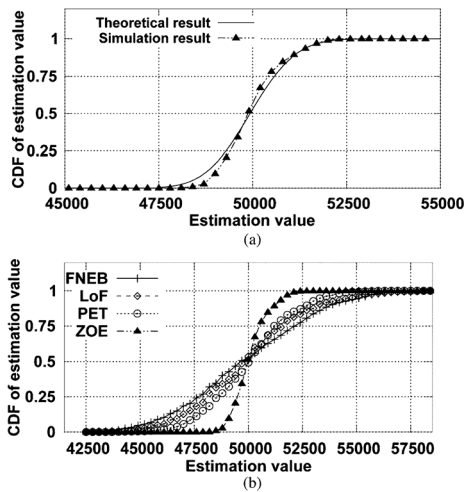 Theoretical result
Simulation result
CDF of estimation value
1
0.75
0.5
0.25
0
45000 47500 50000 52500 55000
Estimation value
(a)
FNEB
LoF
PET
ZOE
CDF of estimation value
1
0.75
0.5
0.25
0
42500 45000 47500 50000 52500 55000 57500
Estimation value
(b)